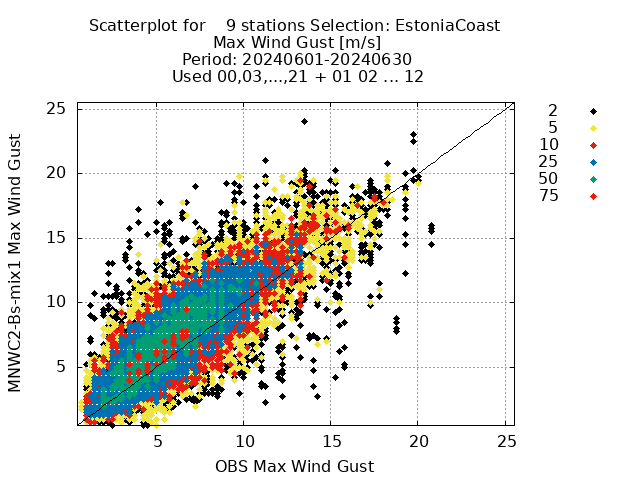 Scatterplot for    9 stations Selection: EstoniaCoast
Max Wind Gust [m/s]
Period: 20240601-20240630
Used 00,03,...,21 + 01 02 ... 12
MNWC2-Bs-mix1 Max Wind Gust
25
20
15
10
5
5 10 15 20 25
OBS Max Wind Gust
2
5
10
25
50
75